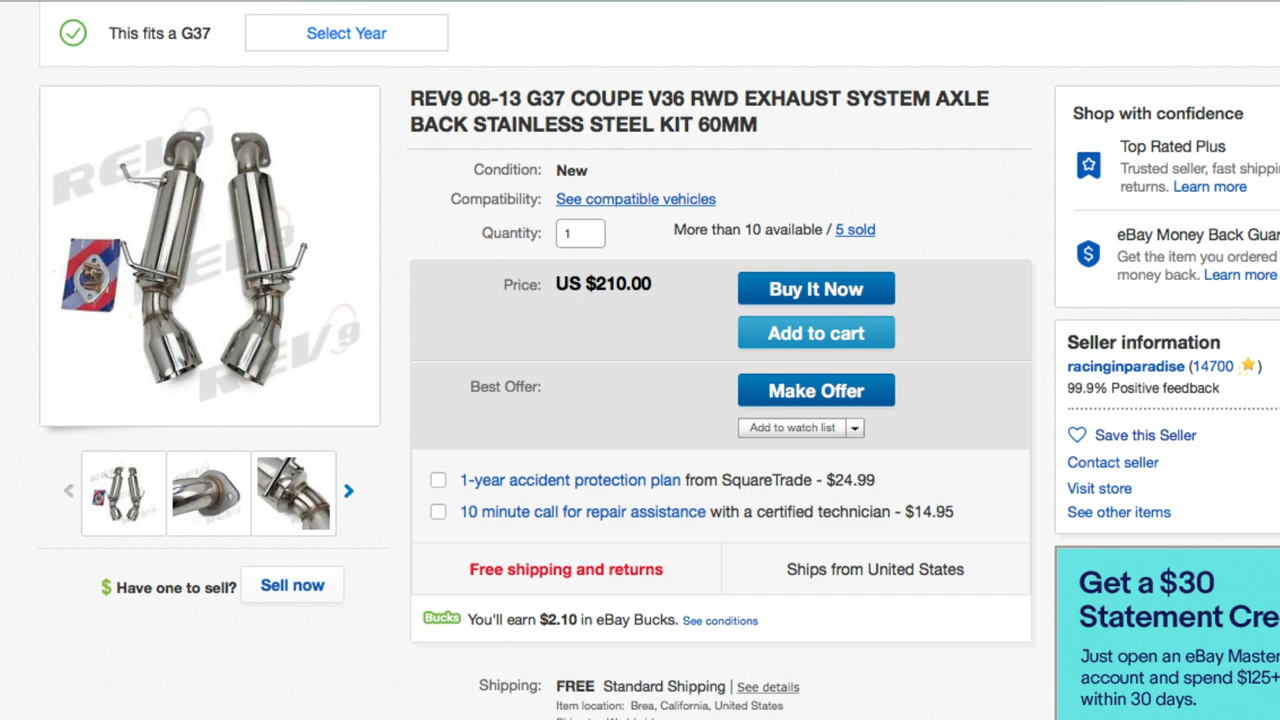 This fits a G37
Select Year
REV9 08-13 G37 COUPE V36 RWD EXHAUST SYSTEM AXLE
BACK STAINLESS STEEL KIT 60MM
Condition: New
Compatibility: See compatible vehicles
Quantity: 1
More than 10 available / 5 sold
Price: US $210.00
Buy It Now
Add to cart
Best Offer:
Make Offer
Add to watch list
1-year accident protection plan from SquareTrade - $24.99
10 minute call for repair assistance with a certified technician - $14.95
Free shipping and returns
Ships from United States
Bucks You'll earn $2.10 in eBay Bucks. See conditions
Shipping: FREE Standard Shipping | See details
Item location: Brea, California, United States
REV9
REV9
REV9
$ Have one to sell? Sell now
Shop with confidence
Top Rated Plus
Trusted seller, fast shippi
returns. Learn more
eBay Money Back Guar
Get the item you ordered
money back. Learn more
Seller information
racinginparadise (14700 )
99.9% Positive feedback
Save this Seller
Contact seller
Visit store
See other items
Get a $30
Statement Cre
Just open an eBay Master
account and spend $125+
within 30 days.